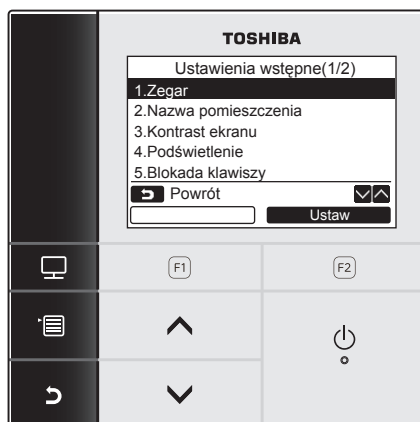 TOSHIBA
Ustawienia wstępne(1/2)
1.Zegar
2.Nazwa pomieszczenia
3.Kontrast ekranu
4.Podświetlenie
5.Blokada klawiszy
Powrót
Ustaw
F1 F2